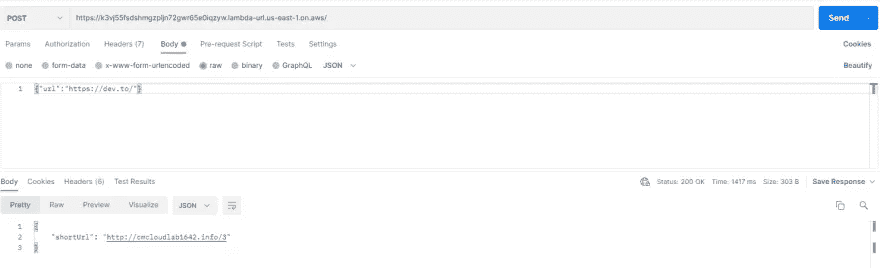 POST https://k3vj55fsdshmgzpljn72gwr65e0iqzyw.lambda-url.us-east-1.on.aws/ Send
Params Authorization Headers (7) Body Pre-request Script Tests Settings Cookies
none form-data x-www-form-urlencoded raw binary GraphQL JSON Beautify
1 {"url":"https://dev.to/"}
Body Cookies Headers (6) Test Results Status: 200 OK Time: 1417 ms Size: 303 B Save Response
Pretty Raw Preview Visualize JSON
1 {
2 "shortUrl": "http://cmcloudlab1642.info/3"
3 }